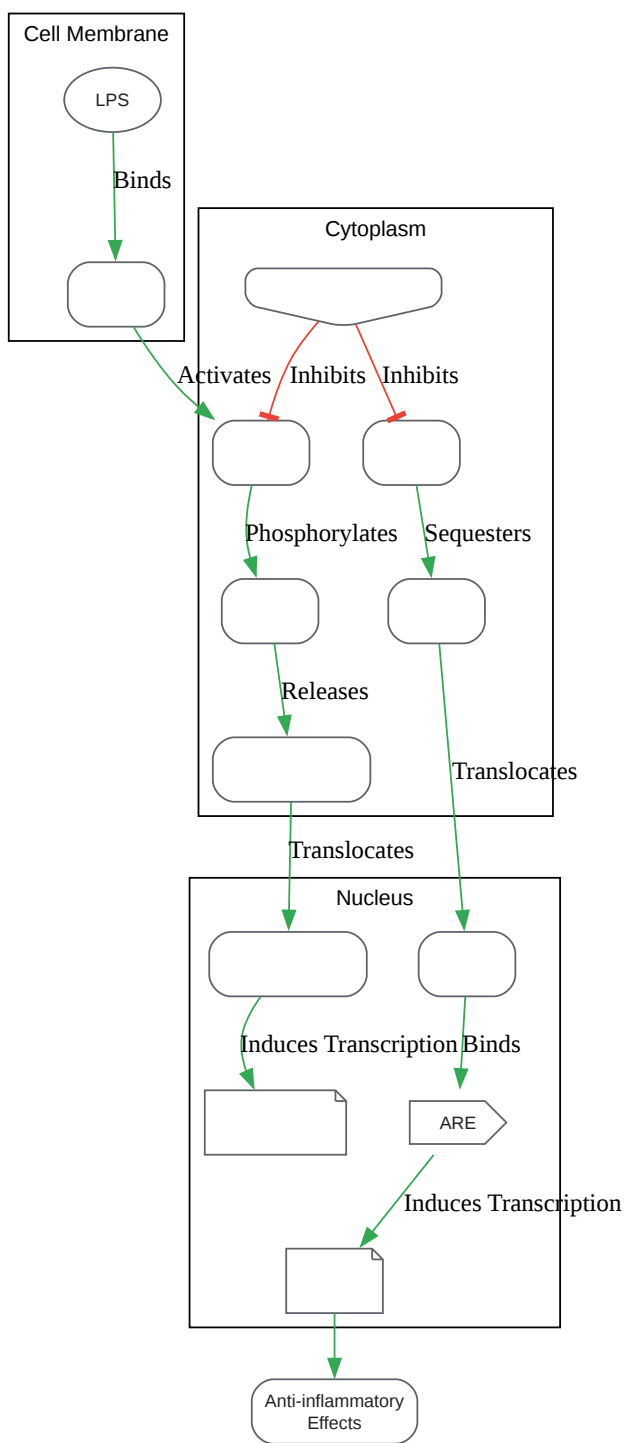 Cell Membrane
LPS
Binds
Cytoplasm
Activates
Inhibits
Inhibits
Phosphorylates
Sequesters
Releases
Translocates
Translocates
Nucleus
Induces Transcription
Binds
ARE
Induces Transcription
Anti-inflammatory
Effects